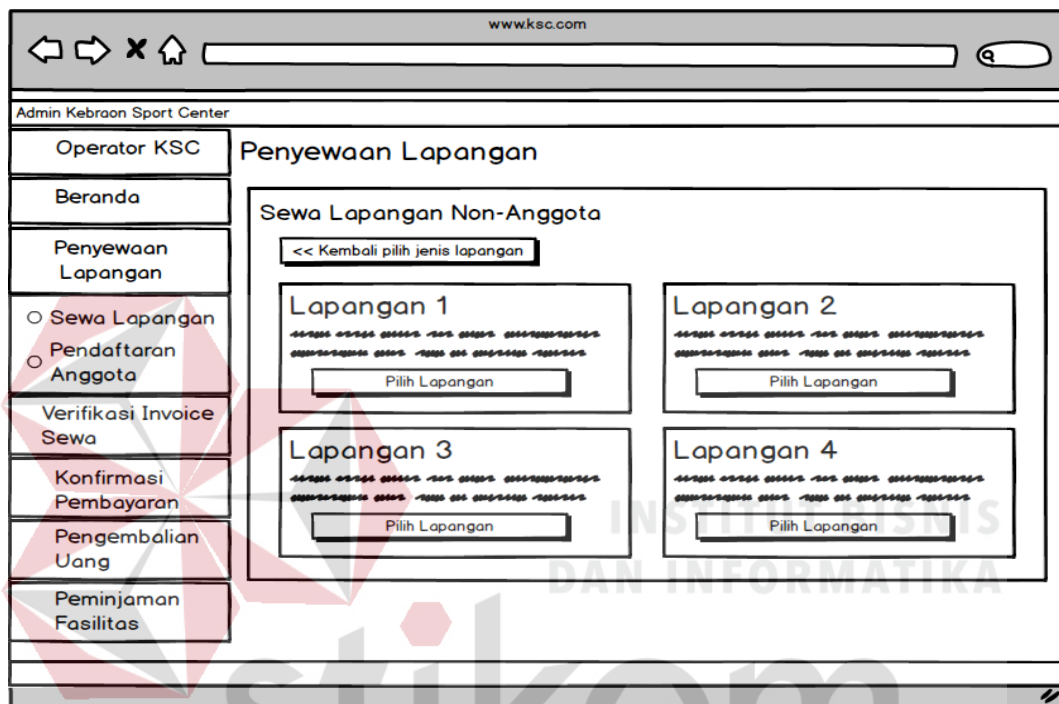 www.ksc.com
Admin Kebraon Sport Center
Operator KSC
Beranda
Penyewaan
Lapangan
Sewa Lapangan
Pendaftaran
Anggota
Verifikasi Invoice
Sewa
Konfirmasi
Pembayaran
Pengembalian
Uang
Peminjaman
Fasilitas
Penyewaan Lapangan
Sewa Lapangan Non-Anggota
<< Kembali pilih jenis lapangan
Lapangan 1
Pilih Lapangan
Lapangan 2
Pilih Lapangan
Lapangan 3
Pilih Lapangan
Lapangan 4
Pilih Lapangan
INSTITUT BISNIS
DAN INFORMATIKA
stikom